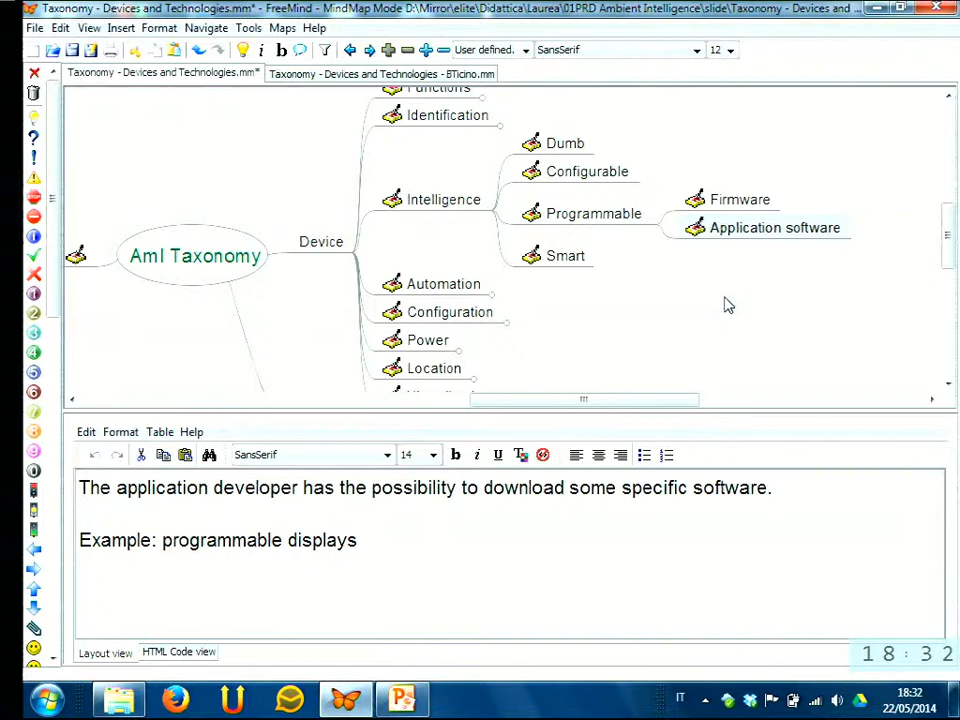 Taxonomy - Devices and Technologies.mm* - FreeMind - MindMap Mode D:\Mirror\elite\Didattica\Laurea\01PRD Ambient Intelligence\slide\Taxonomy - Devices and ...
File Edit View Insert Format Navigate Tools Maps Help
User defined. SansSerif 12
Taxonomy - Devices and Technologies.mm* Taxonomy - Devices and Technologies - BTicino.mm
Functions
Identification
Dumb
Configurable
Intelligence
Firmware
Programmable
Application software
Device
AmI Taxonomy
Smart
Automation
Configuration
Power
Location
Edit Format Table Help
SansSerif 14
The application developer has the possibility to download some specific software.
Example: programmable displays
Layout view HTML Code view
18:32
IT
18:32
22/05/2014